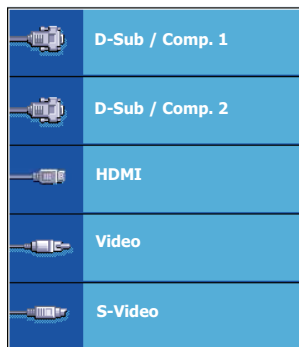 D-Sub / Comp. 1
D-Sub / Comp. 2
HDMI
Video
S-Video